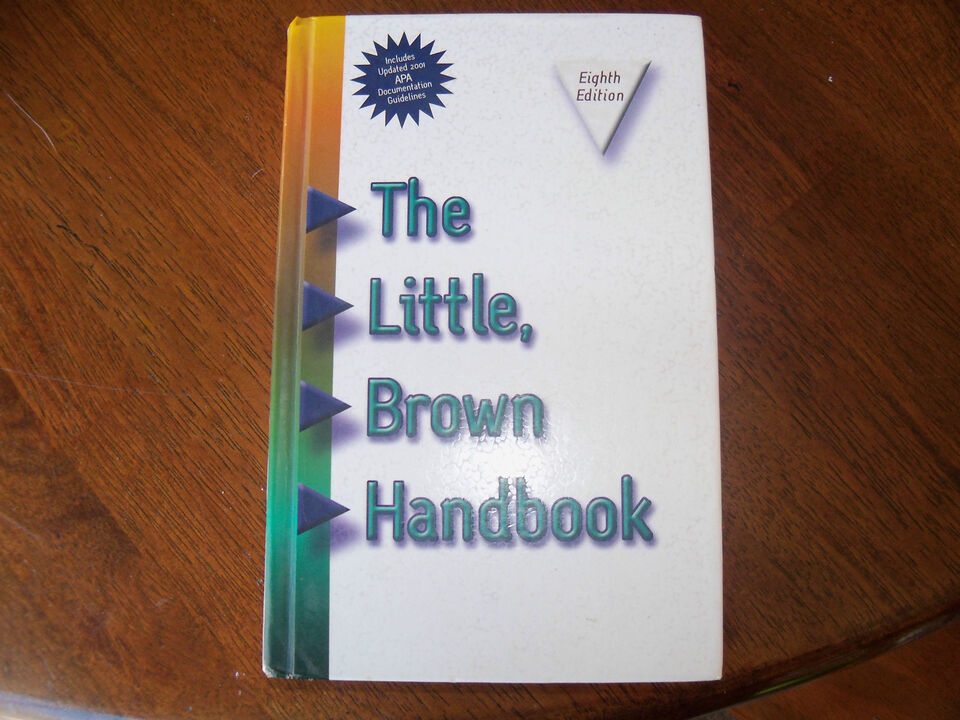 Includes
Updated 2001
APA
Documentation
Guidelines
Eighth
Edition
The
Little,
Brown
Handbook